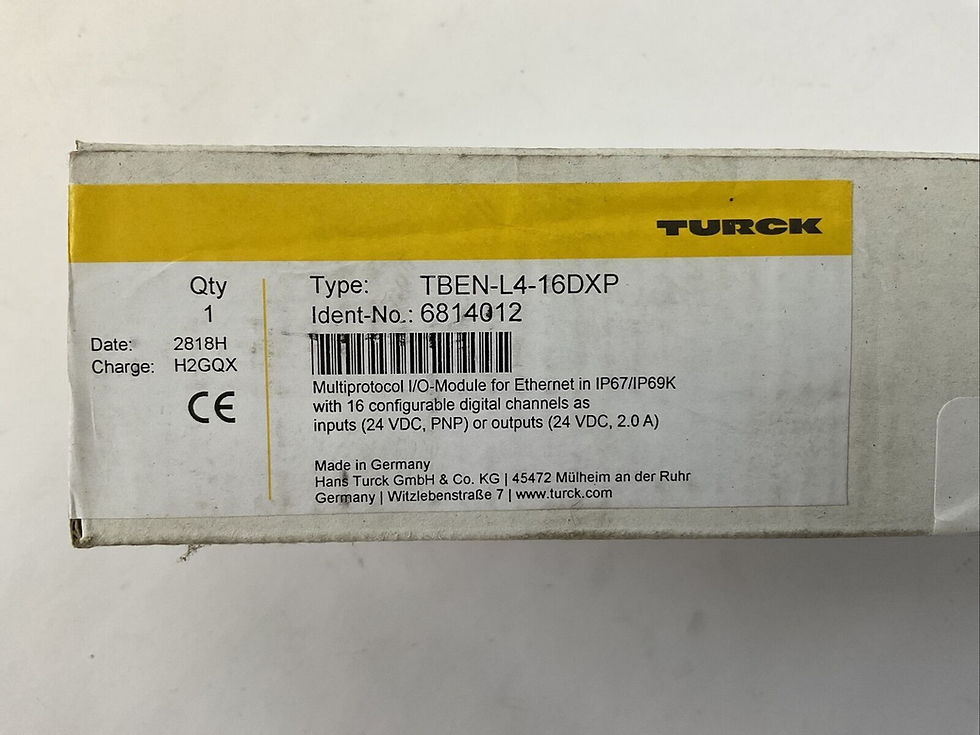 TURCK
Qty
1
Date: 2818H
Charge: H2GQX
CE
Type: TBEN-L4-16DXP
Ident-No.: 6814012
Multiprotocol I/O-Module for Ethernet in IP67/IP69K
with 16 configurable digital channels as
inputs (24 VDC, PNP) or outputs (24 VDC, 2.0 A)
Made in Germany
Hans Turck GmbH & Co. KG | 45472 Mülheim an der Ruhr
Germany | Witzlebenstraße 7 | www.turck.com